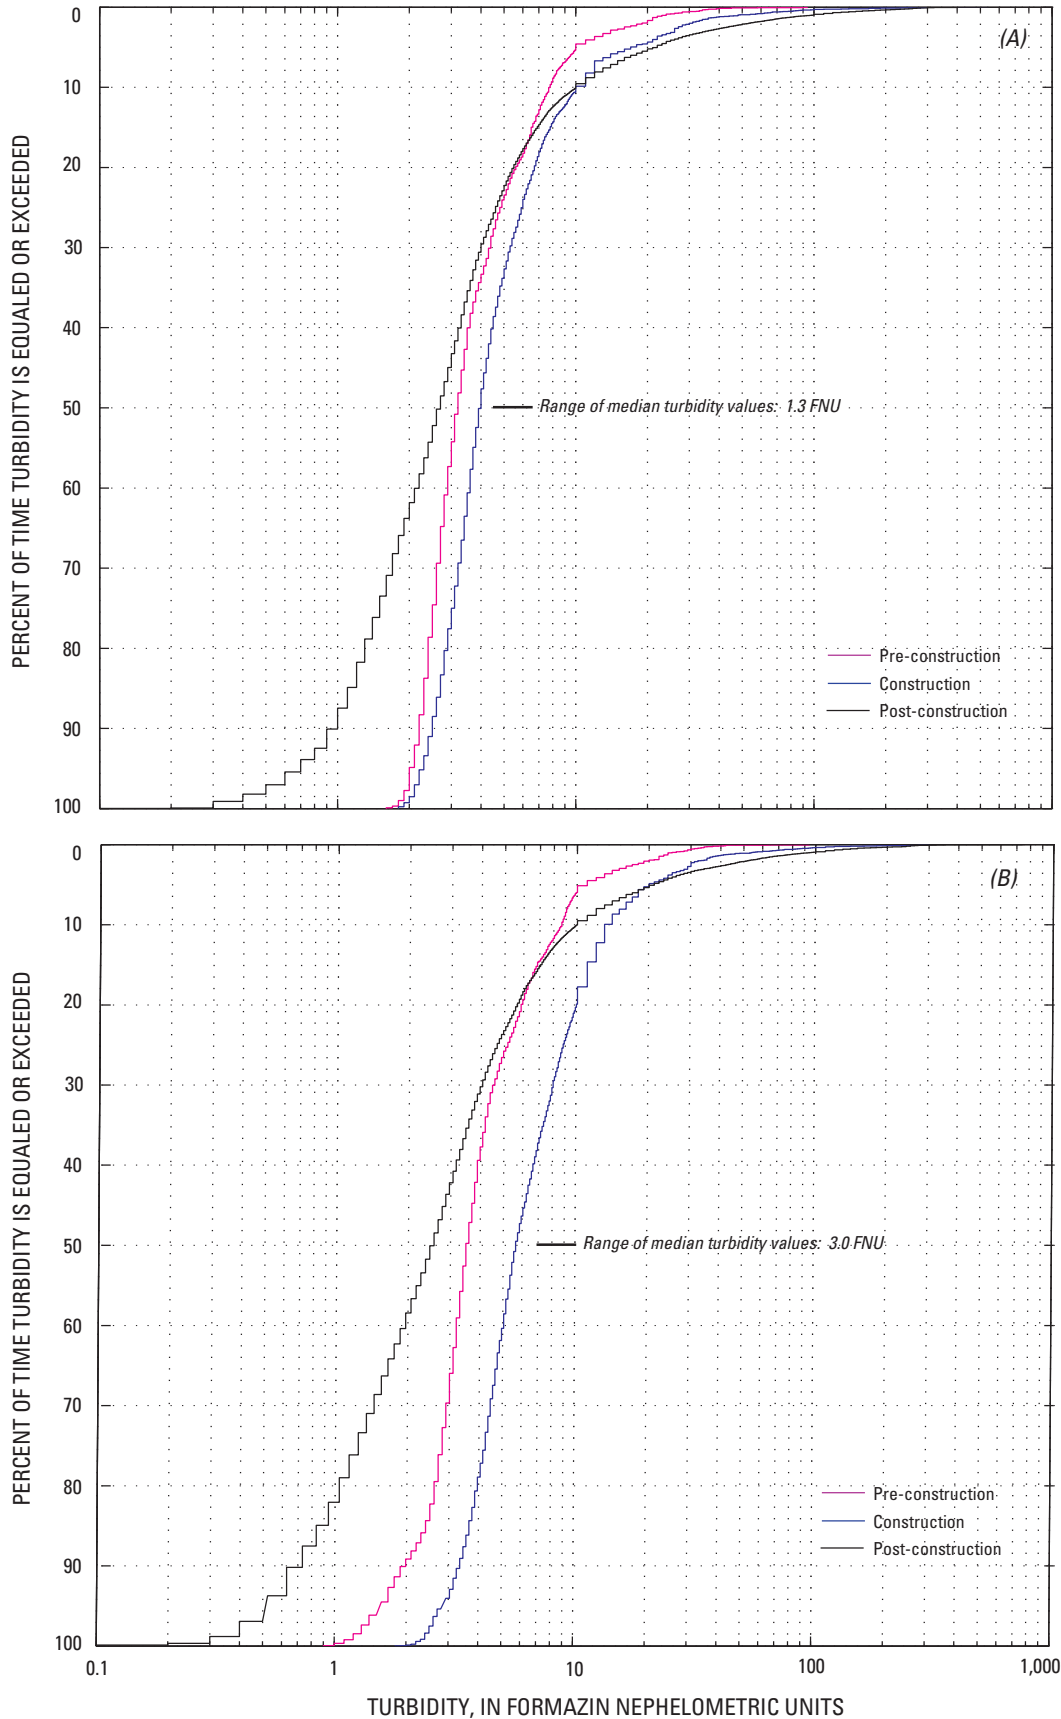 (A)
PERCENT OF TIME TURBIDITY IS EQUALED OR EXCEEDED
0
10
20
30
40
50
60
70
80
90
100
Range of median turbidity values: 1.3 FNU
Pre-construction
Construction
Post-construction
(B)
PERCENT OF TIME TURBIDITY IS EQUALED OR EXCEEDED
0
10
20
30
40
50
60
70
80
90
100
Range of median turbidity values: 3.0 FNU
Pre-construction
Construction
Post-construction
0.1 1 10 100 1,000
TURBIDITY, IN FORMAZIN NEPHELOMETRIC UNITS